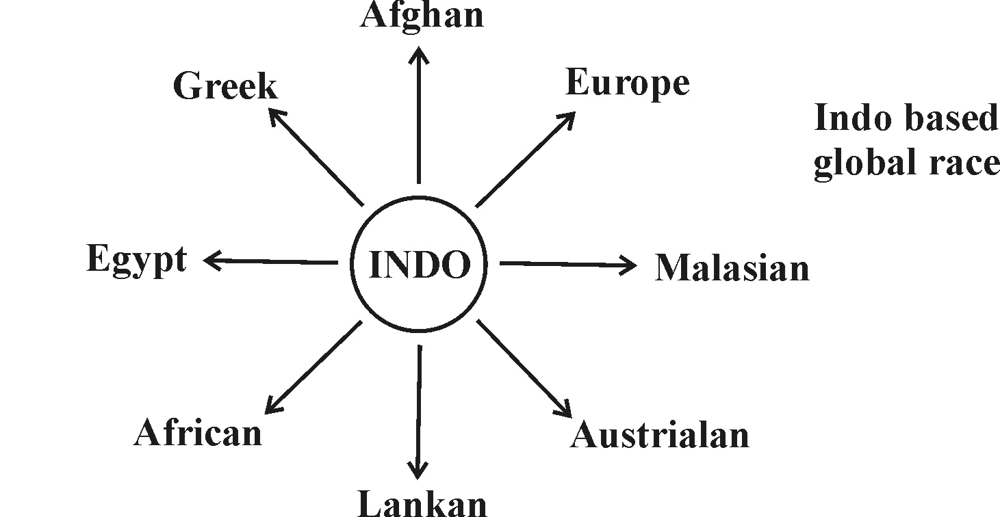 Afghan
Greek
Europe
Indo based
global race
Egypt
INDO
Malasian
African
Austrialan
Lankan